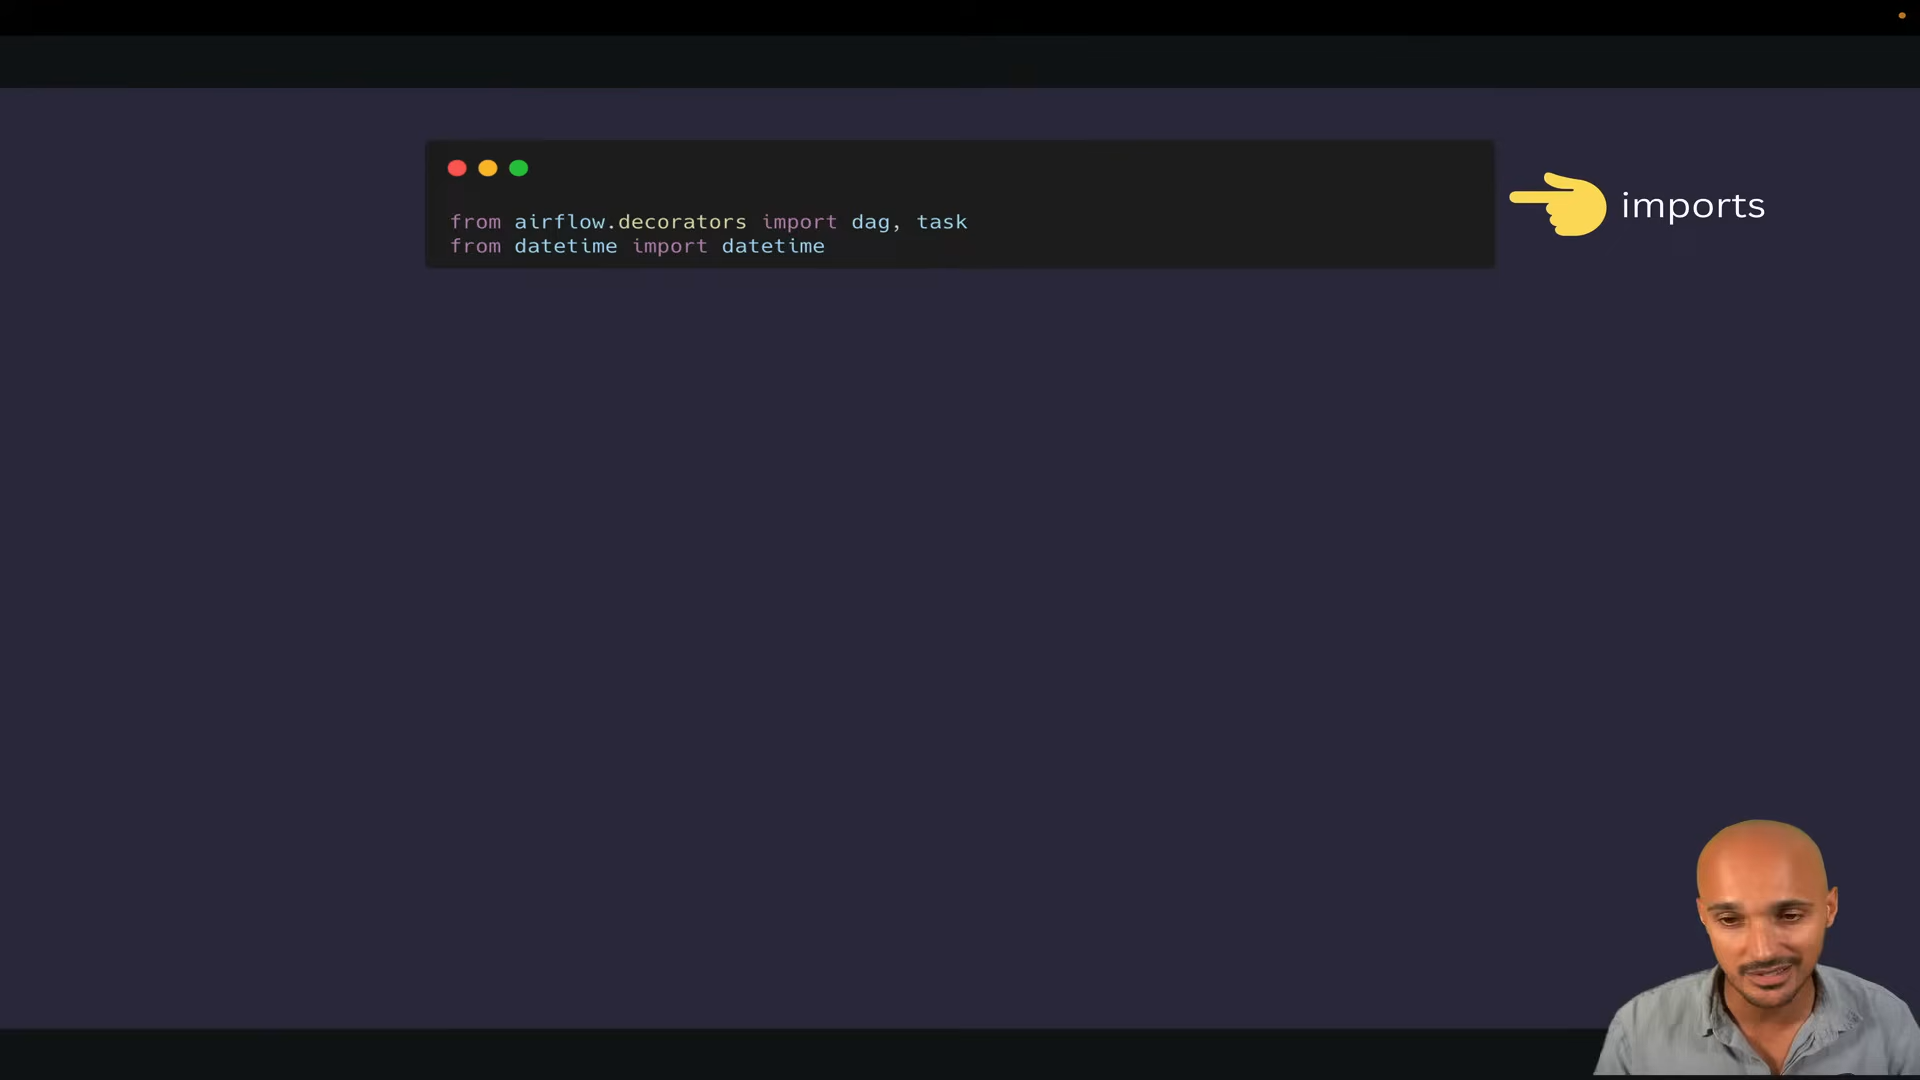 from airflow.decorators import dag, task
from datetime import datetime
imports